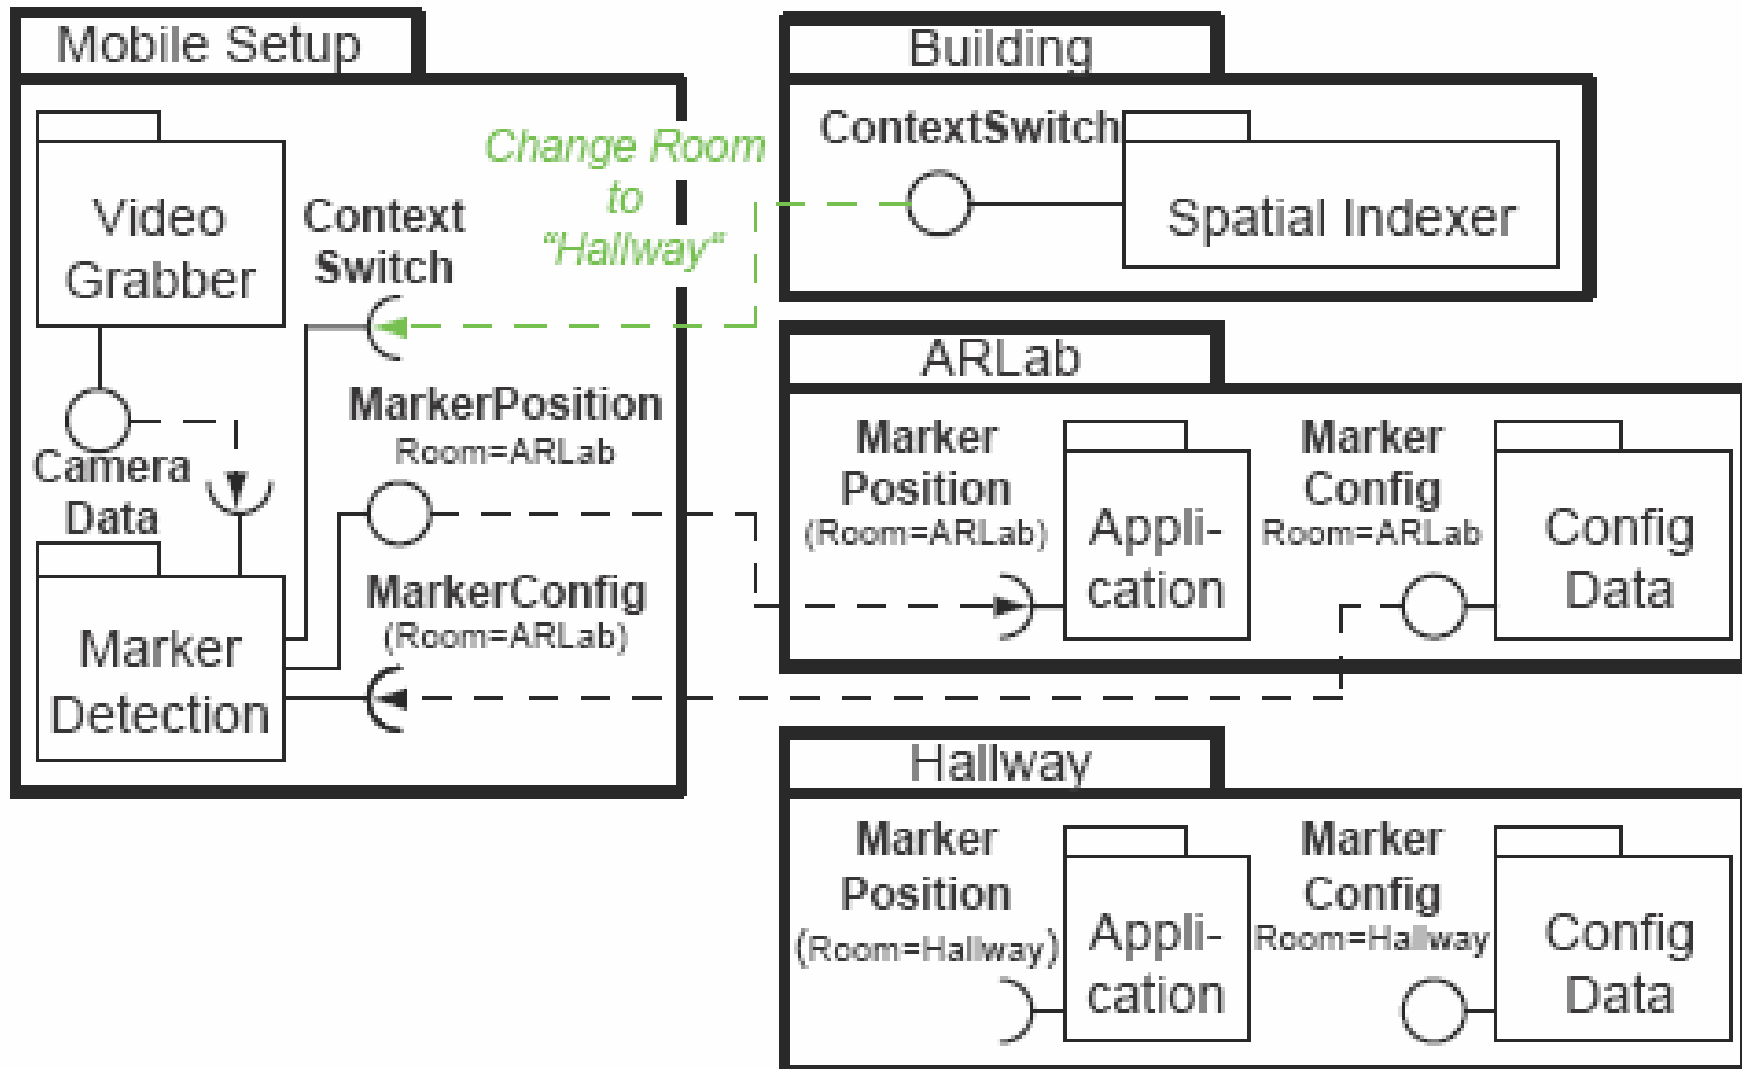 Mobile Setup
Video
Grabber
Camera
Data
Marker
Detection
Context
Switch
Change Room
to
“Hallway“
MarkerPosition
Room=ARLab
MarkerConfig
(Room=ARLab)
Building
ContextSwitch
Spatial Indexer
ARLab
Marker
Position
(Room=ARLab)
Appli-
cation
Marker
Config
Room=ARLab
Config
Data
Hallway
Marker
Position
(Room=Hallway)
Appli-
cation
Marker
Config
Room=Hallway
Config
Data